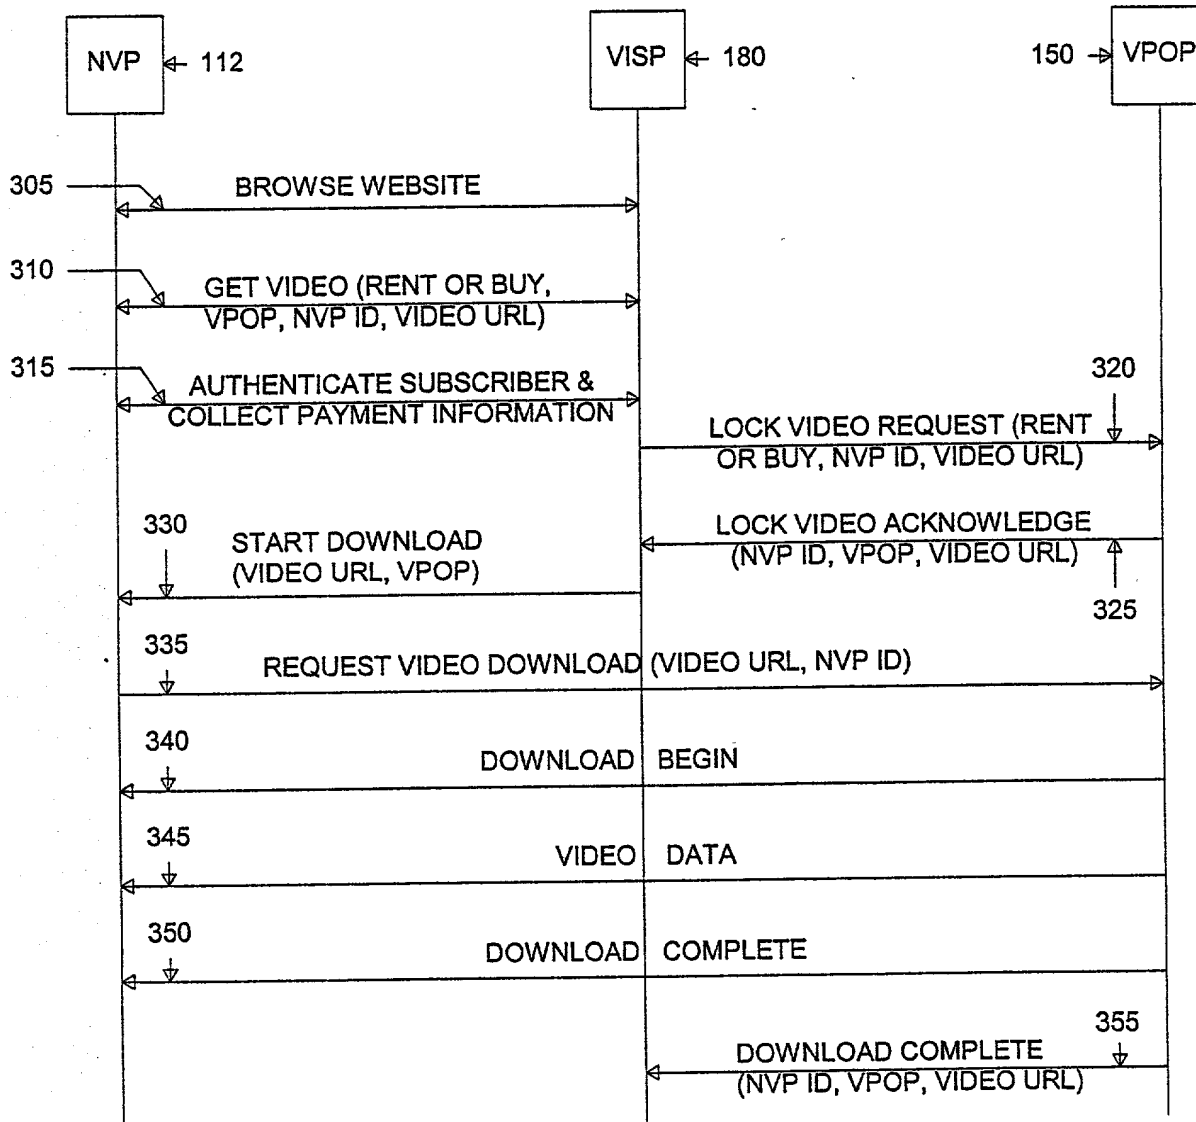 NVP
112
VISP
180
150
VPOP
305
BROWSE WEBSITE
310
GET VIDEO (RENT OR BUY,
VPOP, NVP ID, VIDEO URL)
315
AUTHENTICATE SUBSCRIBER &
COLLECT PAYMENT INFORMATION
320
LOCK VIDEO REQUEST (RENT
OR BUY, NVP ID, VIDEO URL)
LOCK VIDEO ACKNOWLEDGE
(NVP ID, VPOP, VIDEO URL)
325
330
START DOWNLOAD
(VIDEO URL, VPOP)
335
REQUEST VIDEO DOWNLOAD (VIDEO URL, NVP ID)
340
DOWNLOAD BEGIN
345
VIDEO DATA
350
DOWNLOAD COMPLETE
355
DOWNLOAD COMPLETE
(NVP ID, VPOP, VIDEO URL)